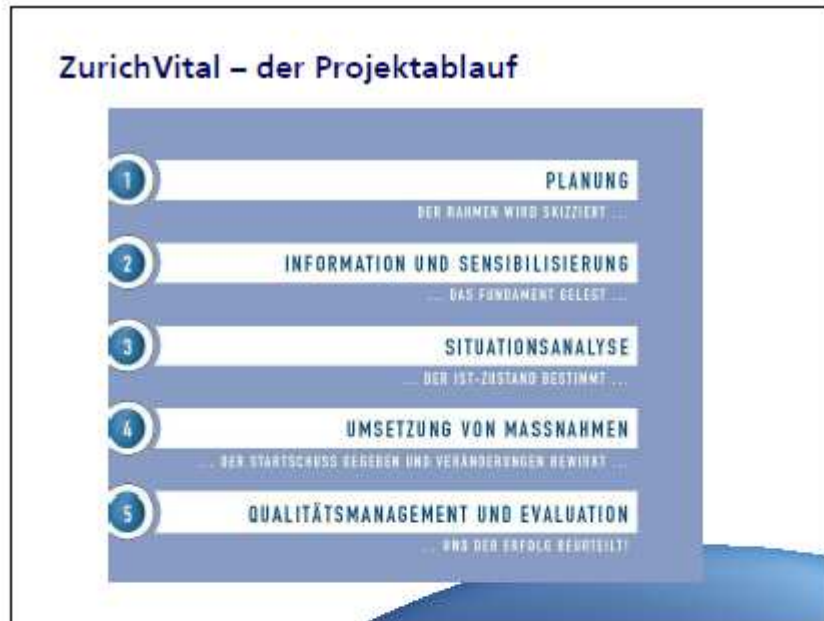 ZurichVital – der Projektablauf
1
PLANUNG
DER RAHMEN WIRD SKIZZIERT ...
2
INFORMATION UND SENSIBILISIERUNG
... DAS FUNDAMENT GELEGT ...
3
SITUATIONSANALYSE
... DER IST-ZUSTAND BESTIMMT ...
4
UMSETZUNG VON MASSNAHMEN
... DER STARTSCHUSS GEGEBEN UND VERÄNDERUNGEN BEWIRKT ...
5
QUALITÄTSMANAGEMENT UND EVALUATION
... UND DER ERFOLG BEURTEILT!